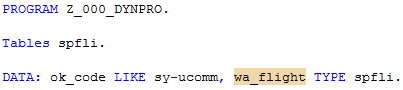 PROGRAM Z_000_DYNPRO.
Tables spfli.
DATA: ok_code LIKE sy-ucomm, wa_flight TYPE spfli.